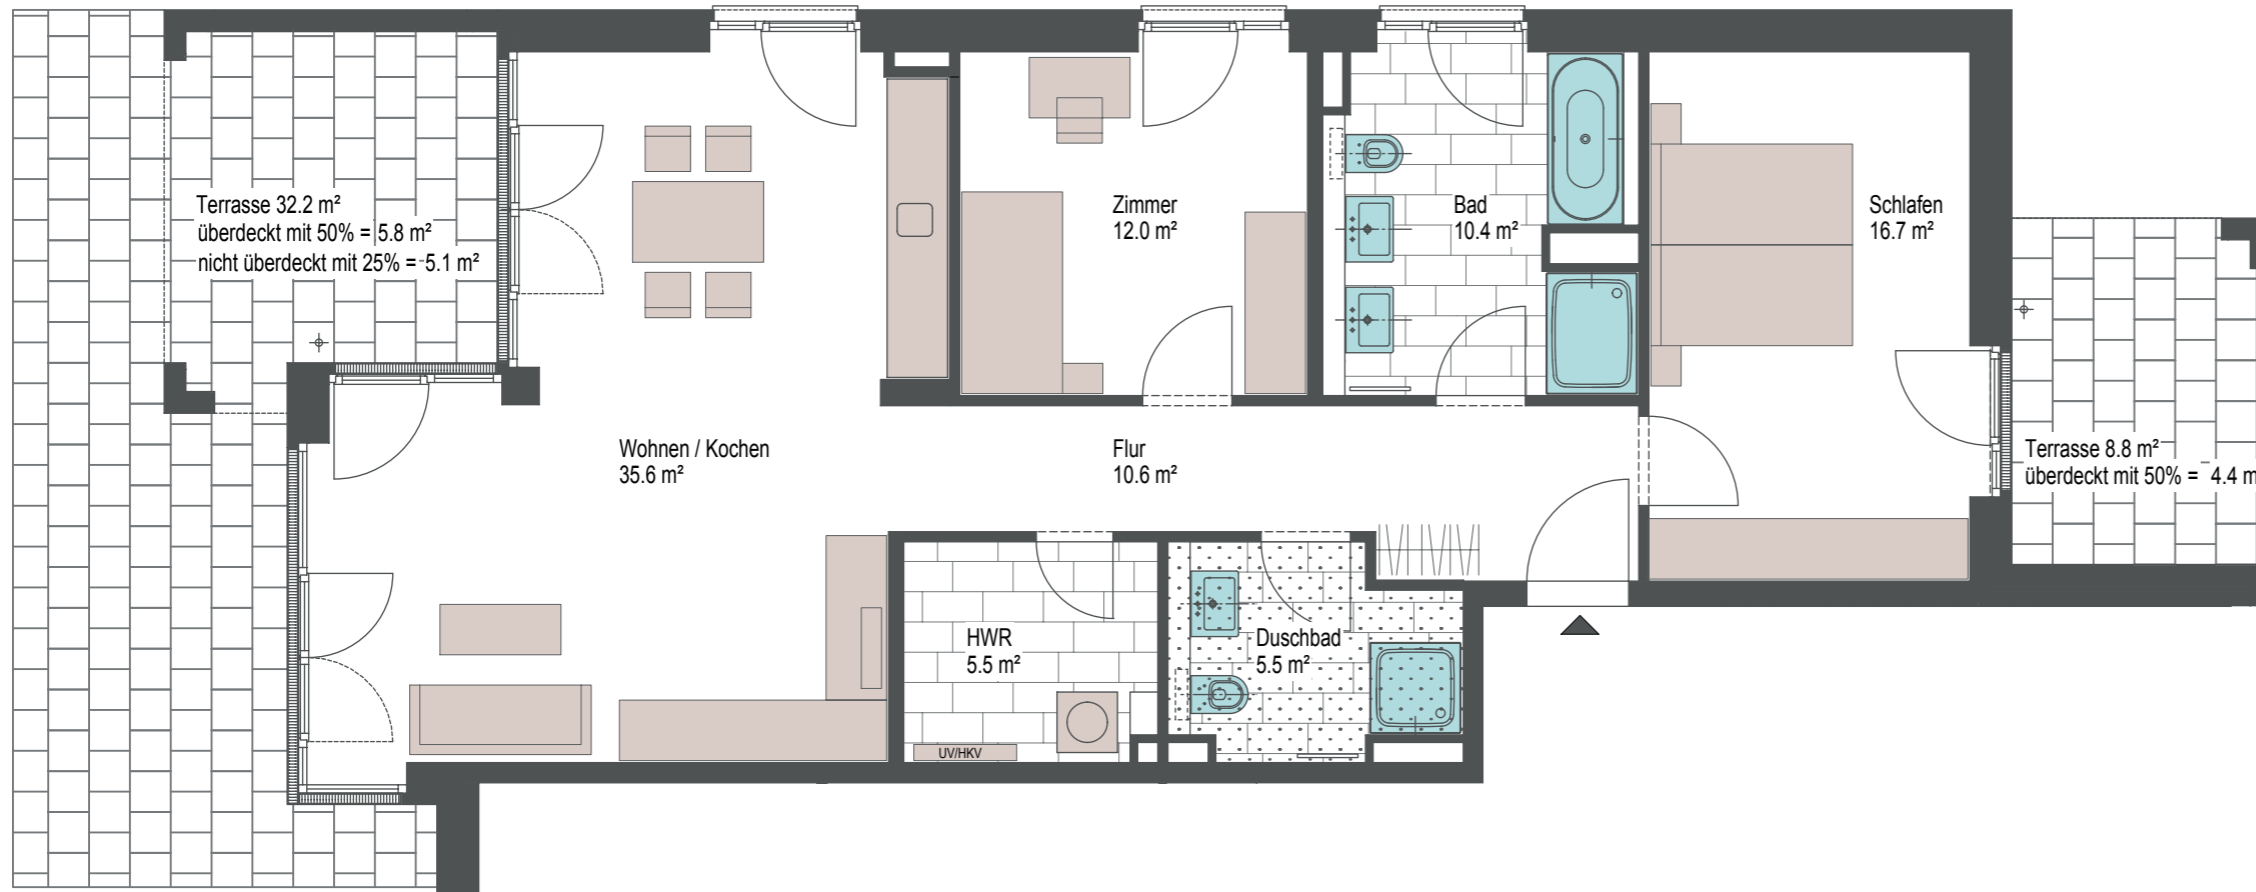 Terrasse 32.2 m²
überdeckt mit 50% = 5.8 m²
nicht überdeckt mit 25% = 5.1 m²
Zimmer
12.0 m²
Bad
10.4 m²
Schlafen
16.7 m²
Wohnen / Kochen
35.6 m²
Flur
10.6 m²
Terrasse 8.8 m²
überdeckt mit 50% = 4.4 m
HWR
5.5 m²
Duschbad
5.5 m²
UV/HKV